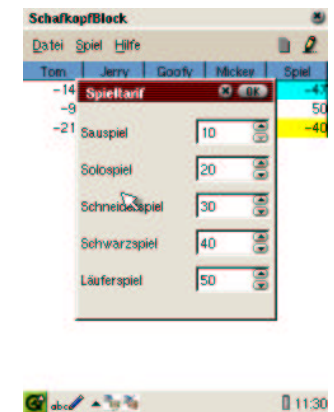 SchafkopfBlock
Datei Spiel Hilfe
Tom Jerry Goofy Mickey Spiel
-14
-9 50
-21 -40
Spieltarif OK
Sauspiel 10
Solospiel 20
Schneiderspiel 30
Schwarzspiel 40
Läuferspiel 50
abc 11:30